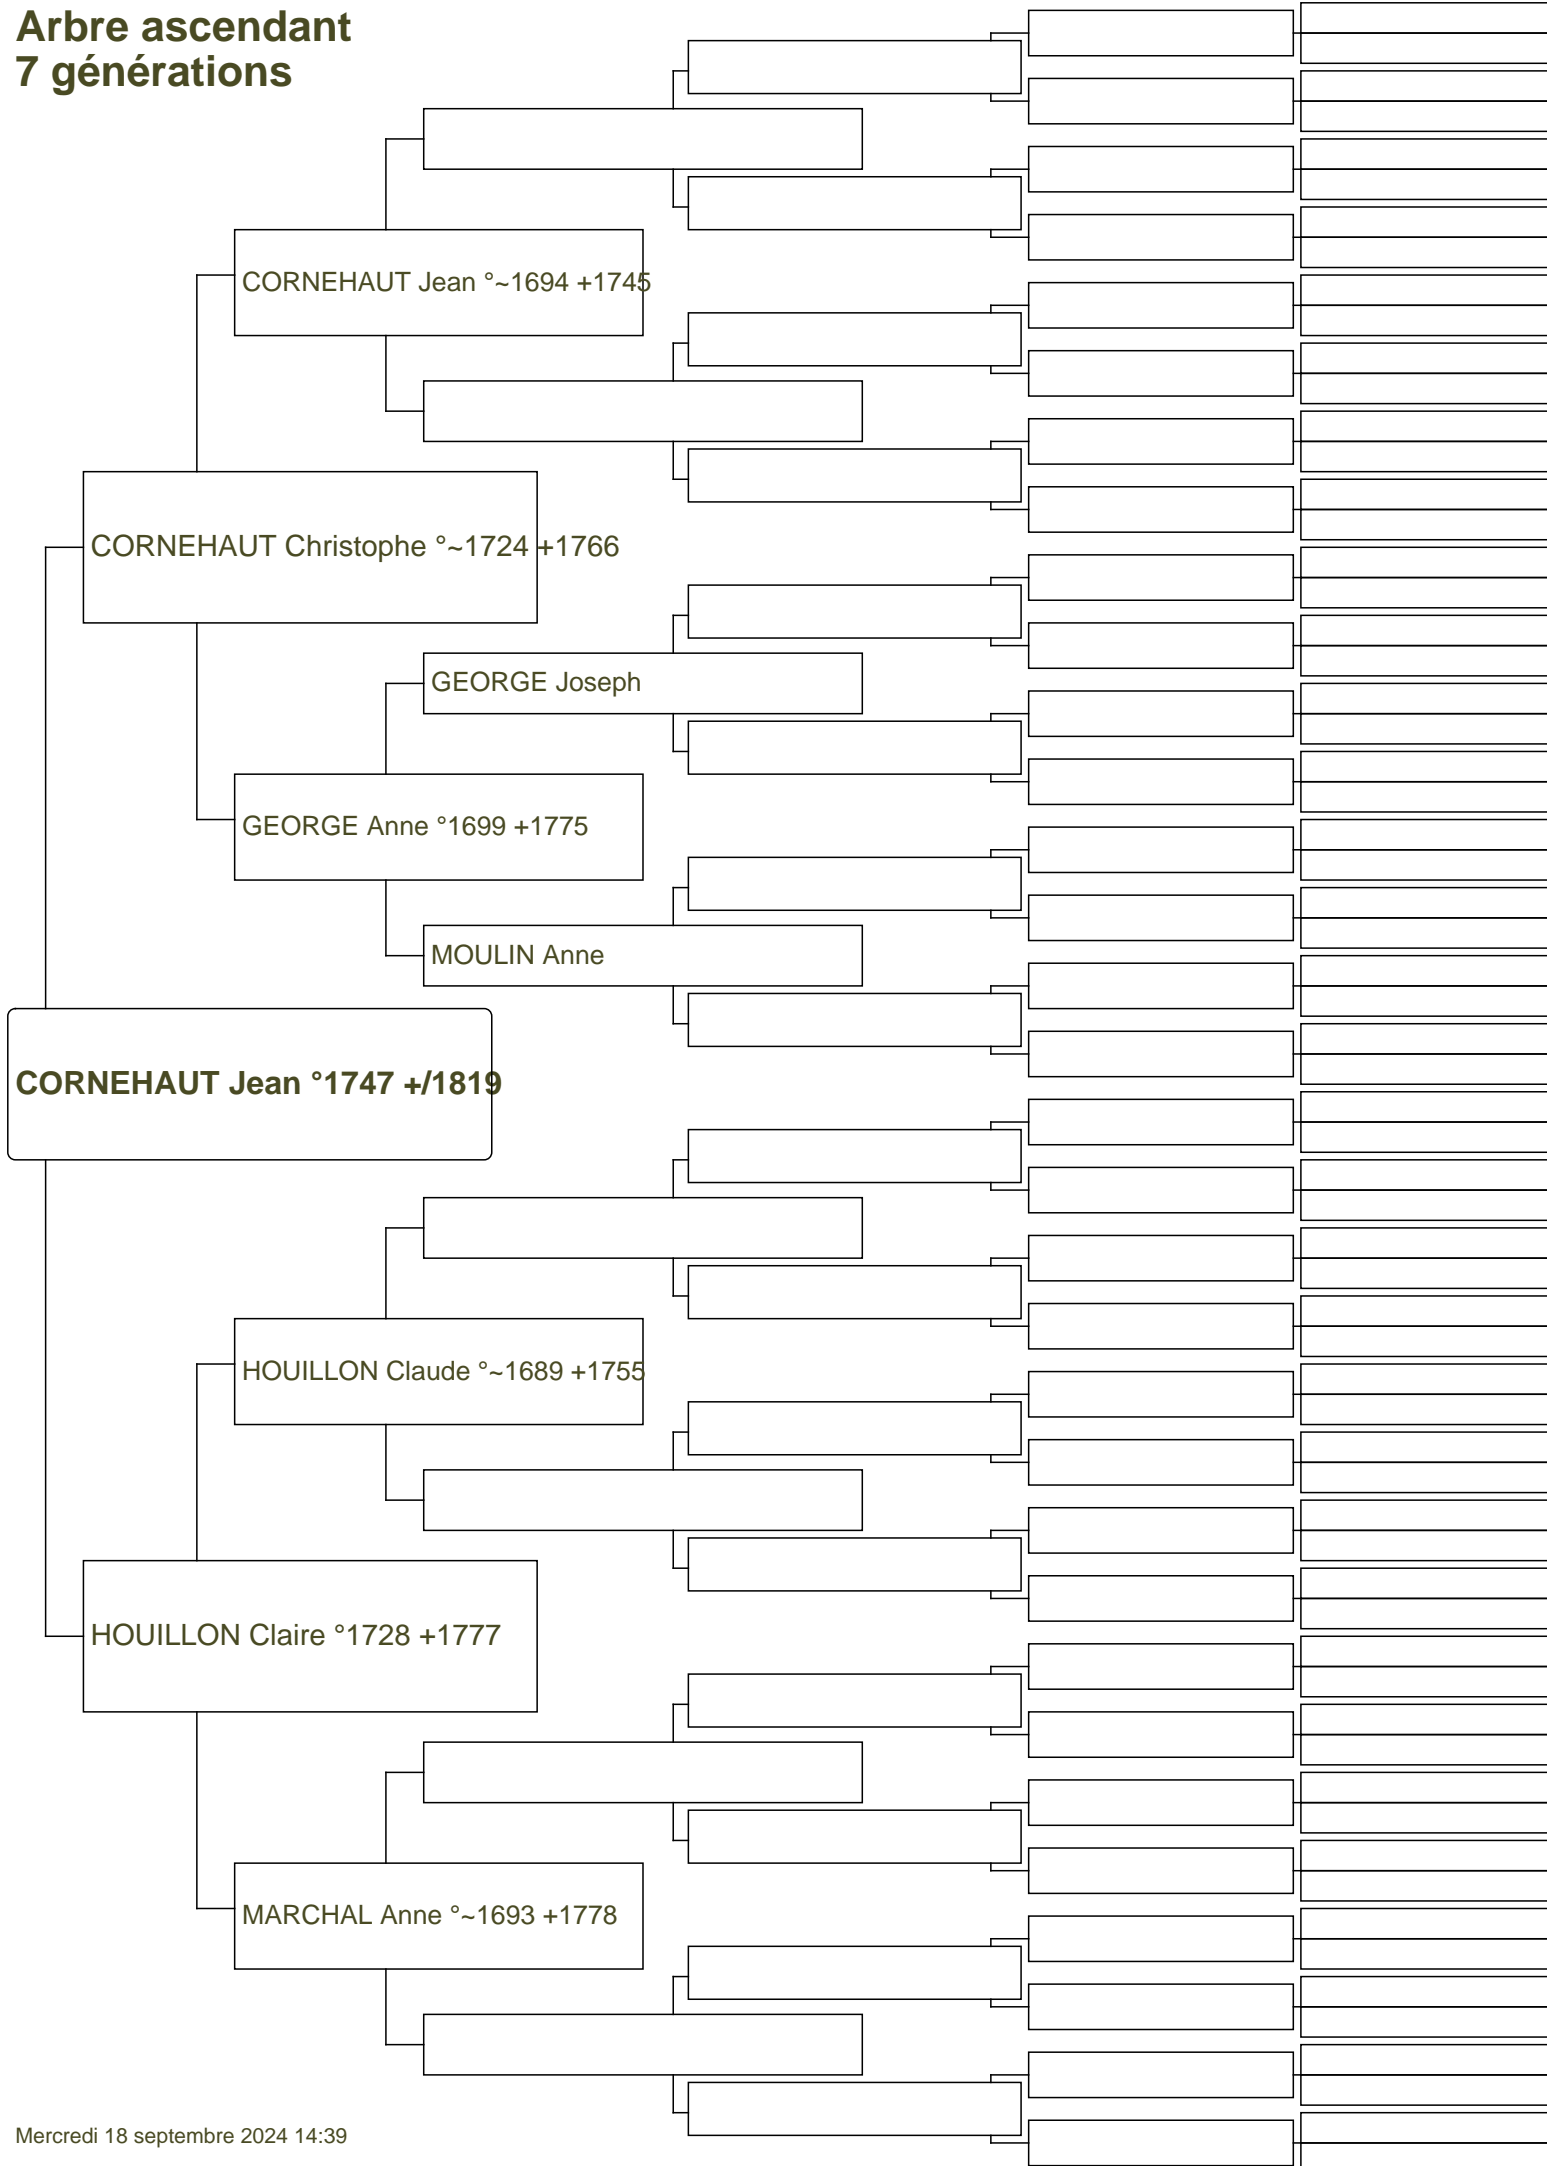 Arbre ascendant
7 générations
CORNEHAUT Jean °~1694 +1745
CORNEHAUT Christophe °~1724 +1766
GEORGE Joseph
GEORGE Anne °1699 +1775
MOULIN Anne
CORNEHAUT Jean °1747 +/1819
HOUILLON Claude °~1689 +1755
HOUILLON Claire °1728 +1777
MARCHAL Anne °~1693 +1778
Mercredi 18 septembre 2024 14:39